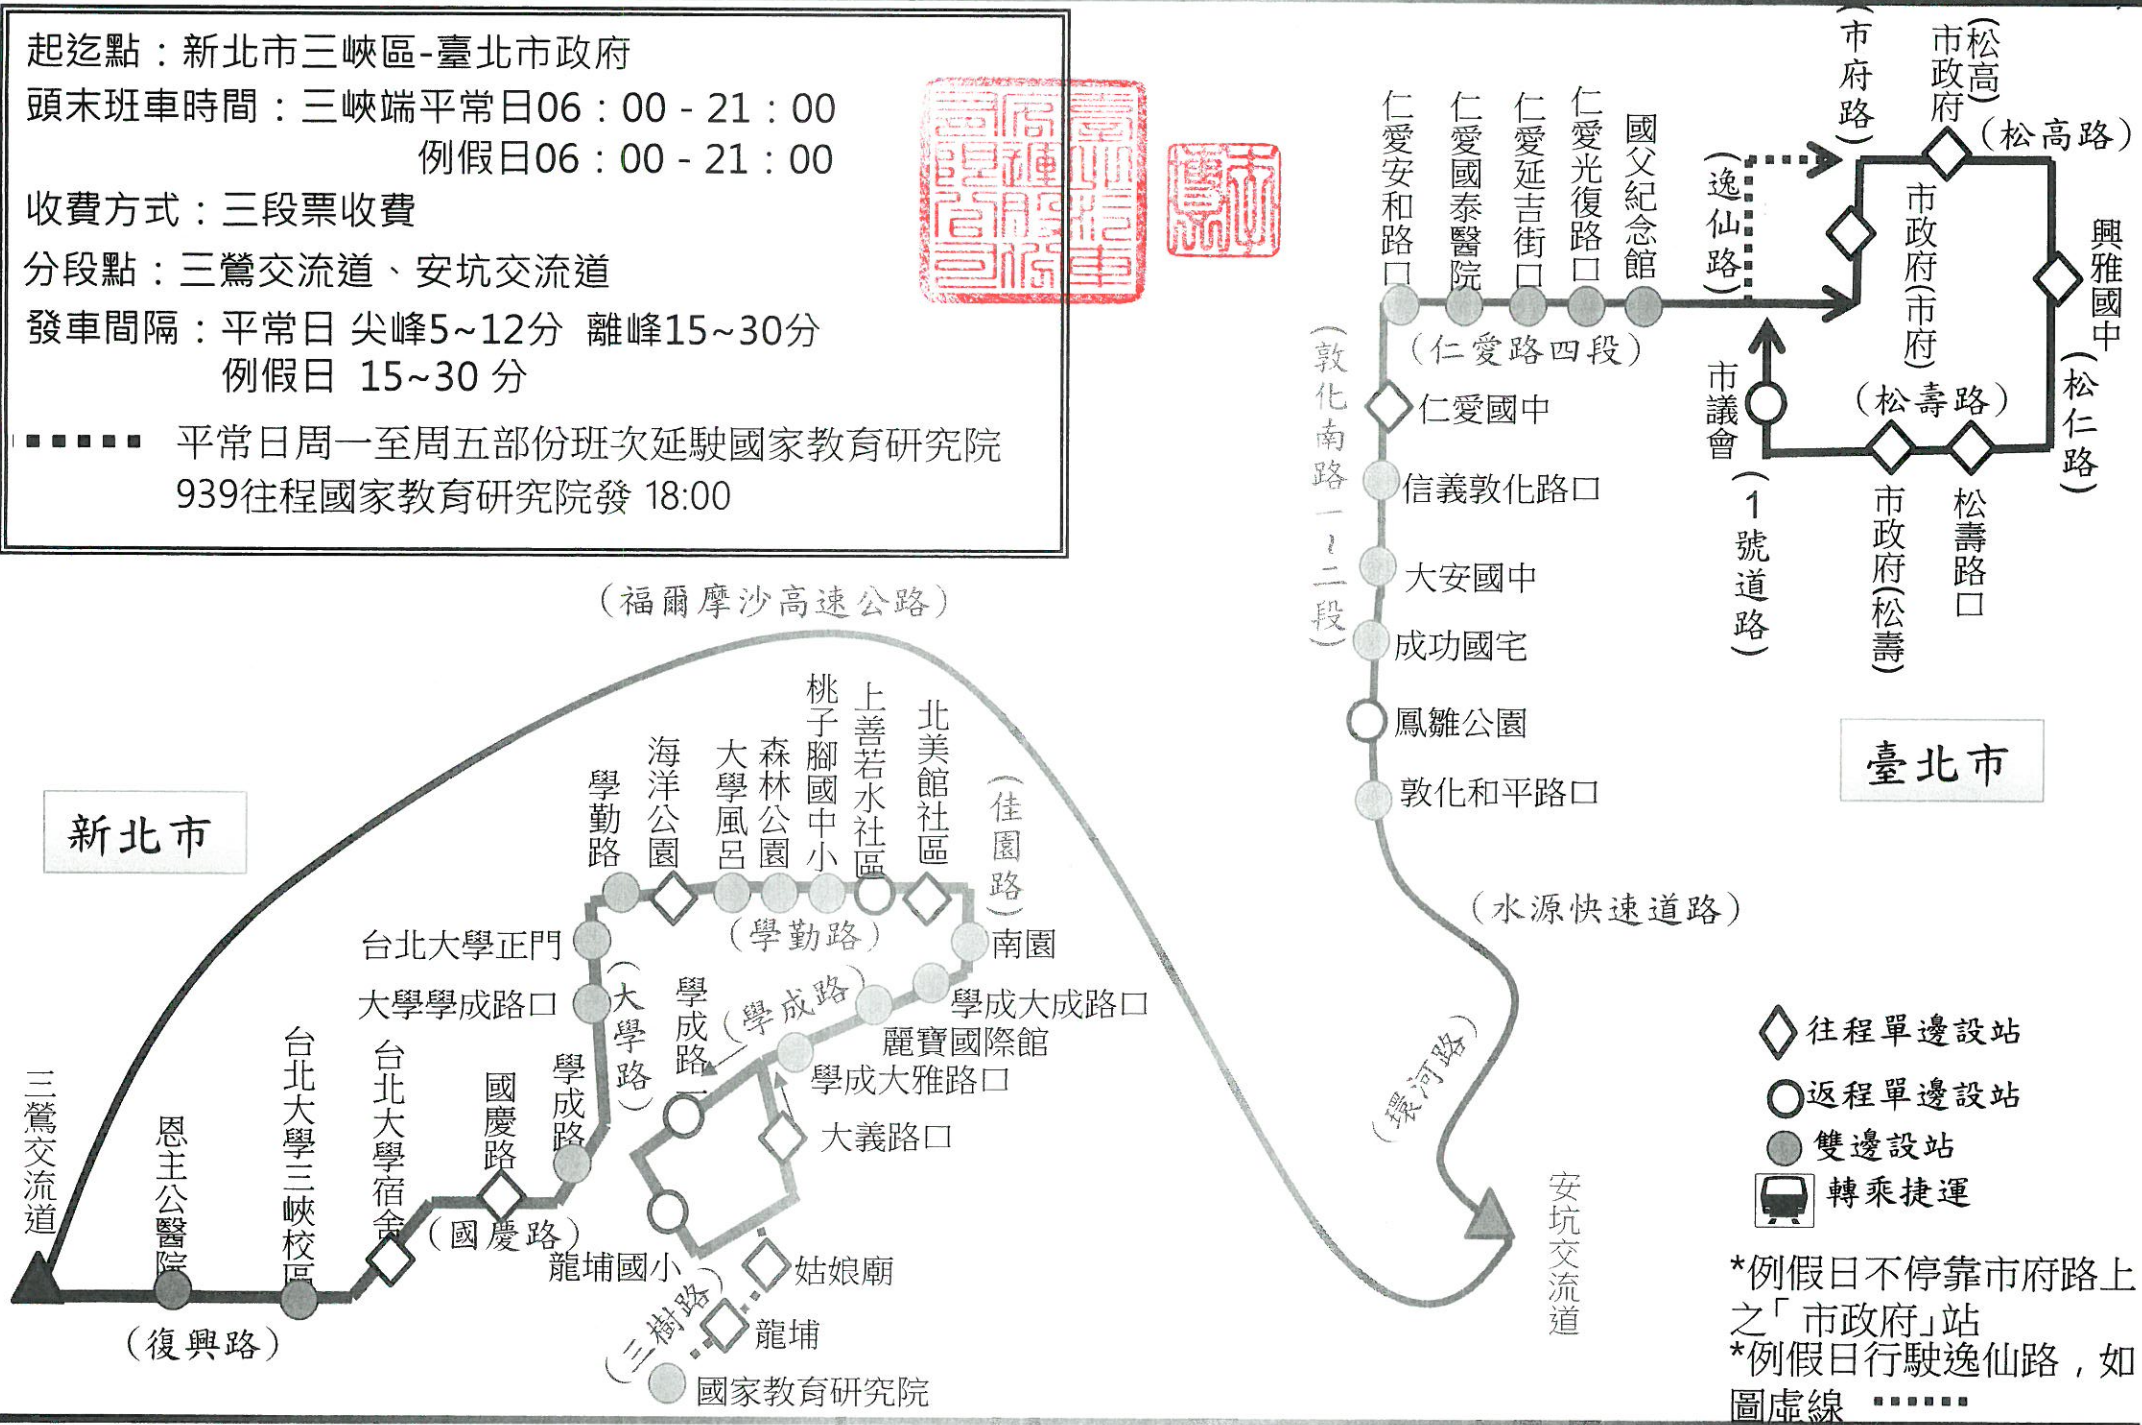 起迄點：新北市三峽區-臺北市政府
頭末班車時間：三峽端平常日06：00 - 21：00
例假日06：00 - 21：00
收費方式：三段票收費
分段點：三鶯交流道、安坑交流道
發車間隔：平常日 尖峰5~12分 離峰15~30分
例假日 15~30 分
平常日周一至周五部份班次延駛國家教育研究院
939往程國家教育研究院發 18:00
(福爾摩沙高速公路)
新北市
三鶯交流道
恩主公醫院
台北大學三峽校區
台北大學宿舍
國慶路
學成路
(復興路)
(國慶路)
(大學路)
大學學成路口
台北大學正門
學勤路
海洋公園
大學風呂
森林公園
桃子腳國中小
上善若水社區
北美館社區
(學勤路)
(佳園路)
南園
學成大成路口
麗寶國際館
學成大雅路口
(學成路)
學成路一
大義路口
龍埔國小
姑娘廟
龍埔
(三樹路)
國家教育研究院
安坑交流道
(環河路)
(水源快速道路)
敦化和平路口
鳳雛公園
成功國宅
大安國中
信義敦化路口
仁愛國中
(敦化南路一~二段)
仁愛安和路口
仁愛國泰醫院
仁愛延吉街口
仁愛光復路口
國父紀念館
(仁愛路四段)
(逸仙路)
(市府路)
市政府(市府)
市政府(松高)
(松高路)
興雅國中
(松仁路)
(松壽路)
松壽路口
市政府(松壽)
市議會
(1號道路)
臺北市
往程單邊設站
返程單邊設站
雙邊設站
轉乘捷運
*例假日不停靠市府路上
之「市政府」站
*例假日行駛逸仙路，如
圖虛線